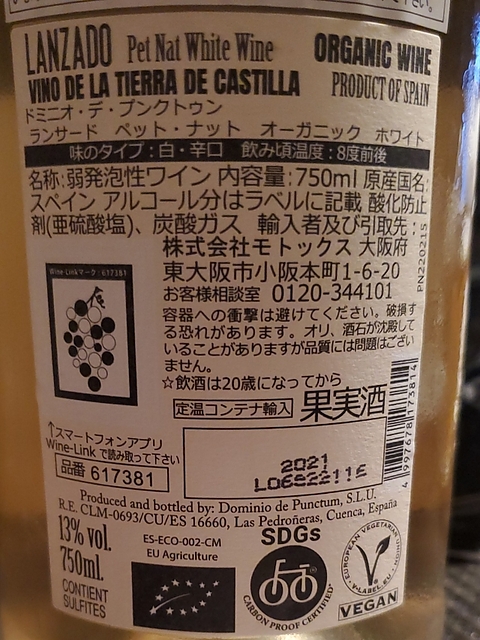 LANZADO Pet Nat White Wine ORGANIC WINE
VINO DE LA TIERRA DE CASTILLA PRODUCT OF SPAIN
ドミニオ・デ・プンクトゥン
ランサード ペット・ナット オーガニック ホワイト
味のタイプ:白・辛口 飲み頃温度:8度前後
名称:弱発泡性ワイン 内容量:750ml 原産国名:
スペイン アルコール分はラベルに記載 酸化防止
剤(亜硫酸塩)、炭酸ガス 輸入者及び引取先:
株式会社モトックス 大阪府
東大阪市小阪本町1-6-20
お客様相談室 0120-344101
PN220215
Wine-Linkマーク:617381
容器への衝撃は避けてください。破損す
る恐れがあります。オリ、酒石が沈殿して
いることがありますが品質には問題はござい
ません。
☆飲酒は20歳になってから
定温コンテナ輸入 果実酒
4997678173814
↑スマートフォンアプリ
Wine-Linkで読み取って下さい
品番 617381
2021
L06922116
Produced and bottled by: Dominio de Punctum, S.L.U.
R.E. CLM-0693/CU/ES 16660, Las Pedroñeras, Cuenca, España
13% vol.
750ml.
CONTIENT
SULFITES
ES-ECO-002-CM
EU Agriculture
SDGs
CARBON PROOF CERTIFIED
EUROPEAN VEGETARIAN UNION
V-LABEL.EU
VEGAN